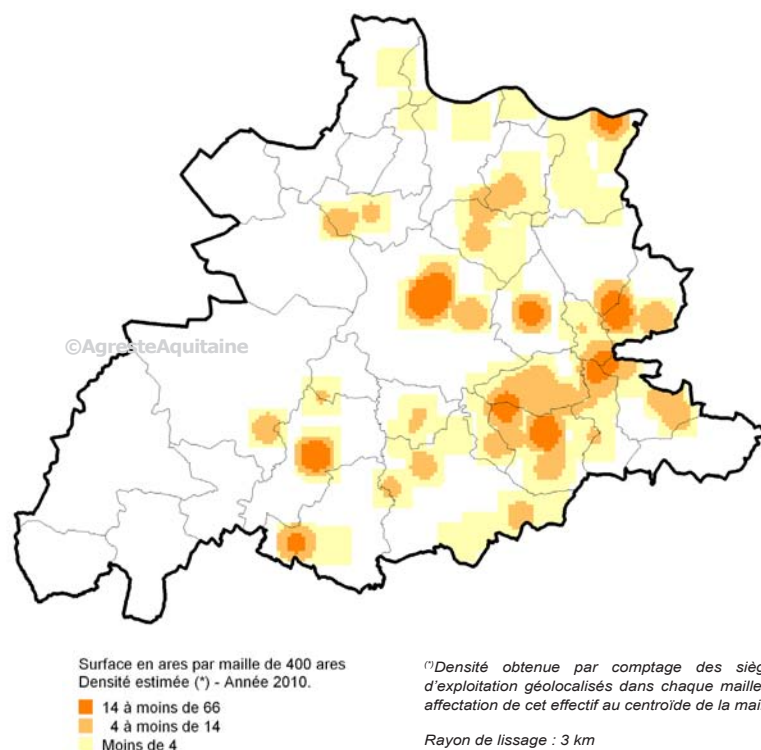 ©AgresteAquitaine
Surface en ares par maille de 400 ares
Densité estimée (*) - Année 2010.
14 à moins de 66
4 à moins de 14
Moins de 4
(*)Densité obtenue par comptage des
d'exploitation géolocalisés dans chaque maille
affectation de cet effectif au centroïde de la
Rayon de lissage : 3 km